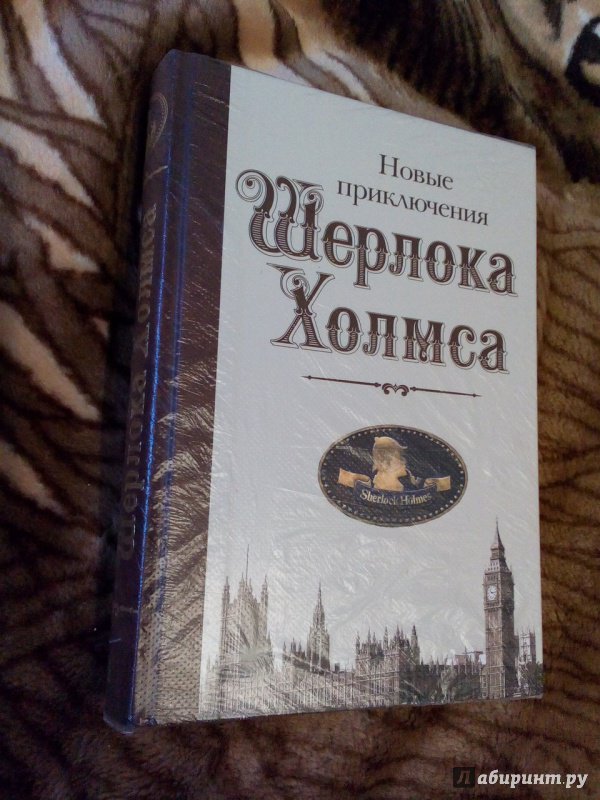 Новые
приключения
Шерлока
Холмса
Sherlock Holmes
Шерлока Холмса
Л лабиринт.ру